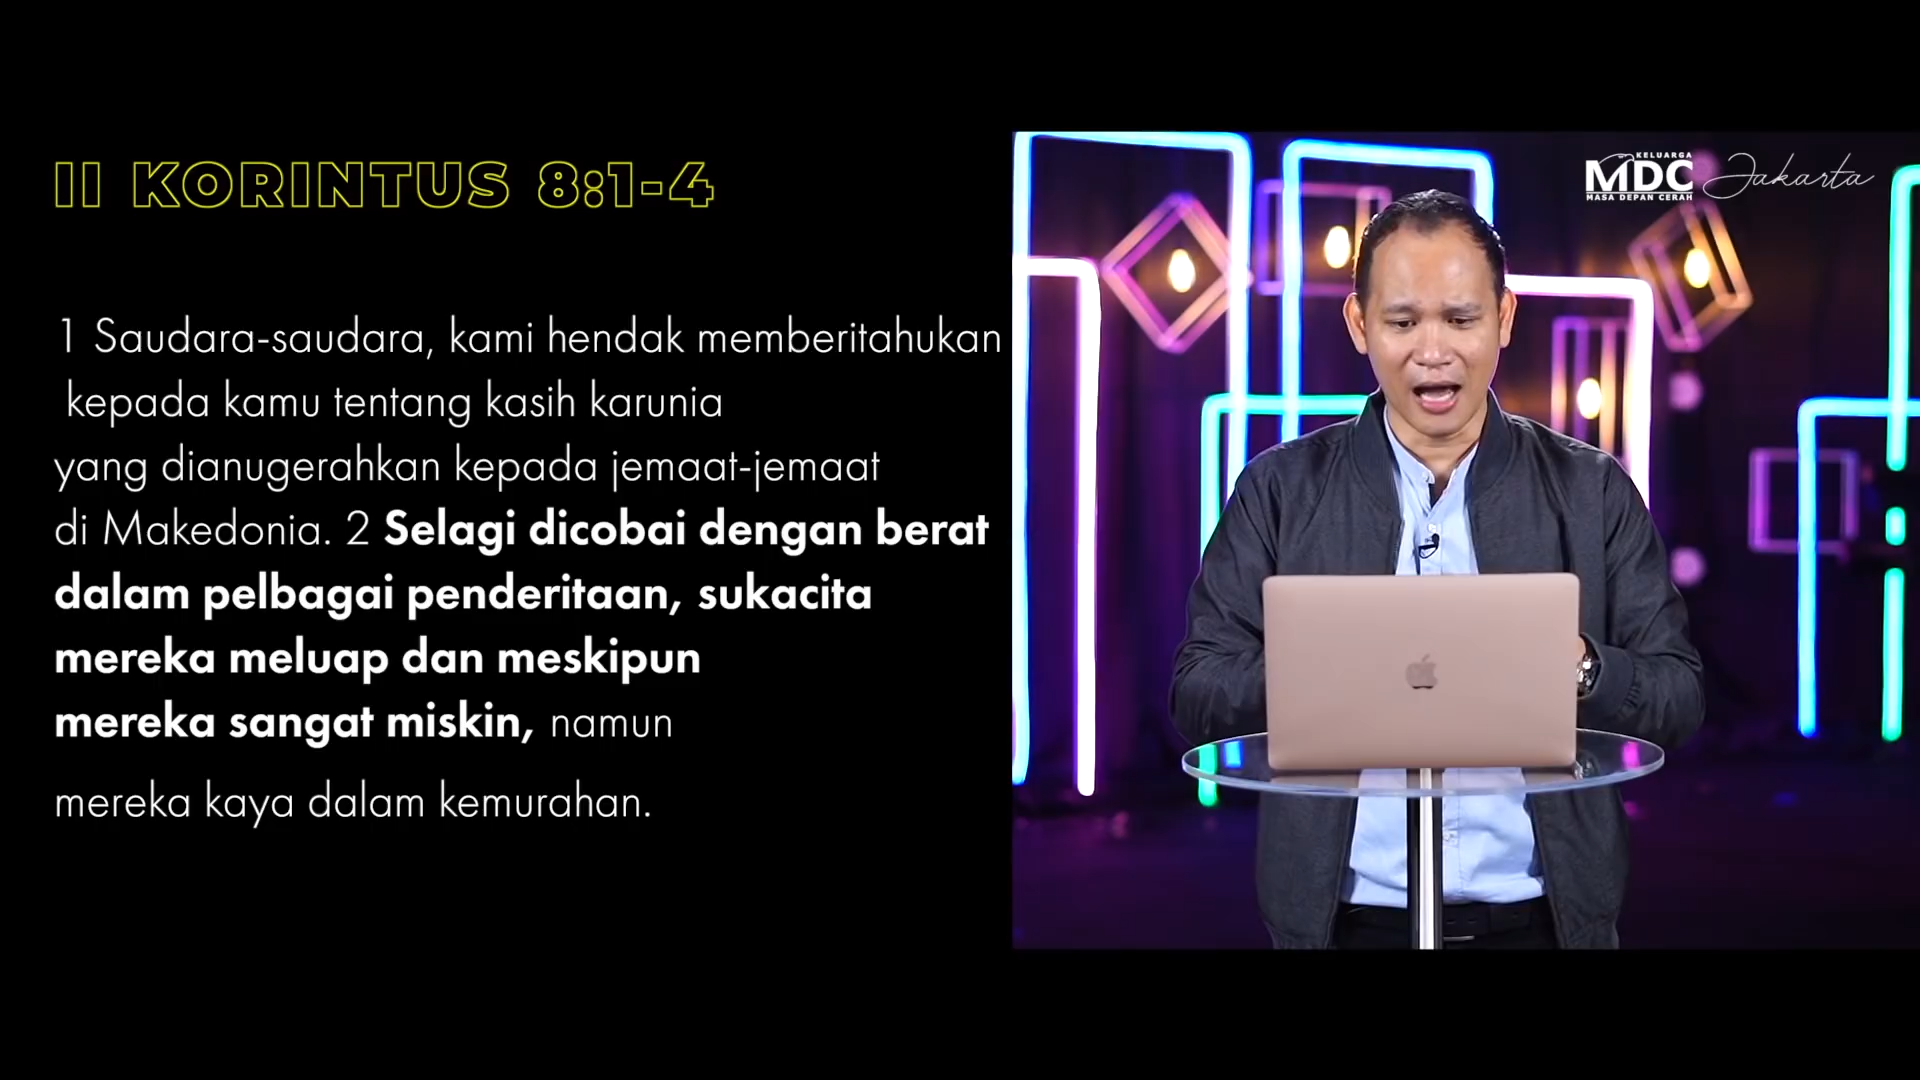 II KORINTUS 8:1-4
1 Saudara-saudara, kami hendak memberitahukan
kepada kamu tentang kasih karunia
yang dianugerahkan kepada jemaat-jemaat
di Makedonia. 2 Selagi dicobai dengan berat
dalam pelbagai penderitaan, sukacita
mereka meluap dan meskipun
mereka sangat miskin, namun
mereka kaya dalam kemurahan.
KELUARGA
MDC Jakarta
MASA DEPAN CERAH